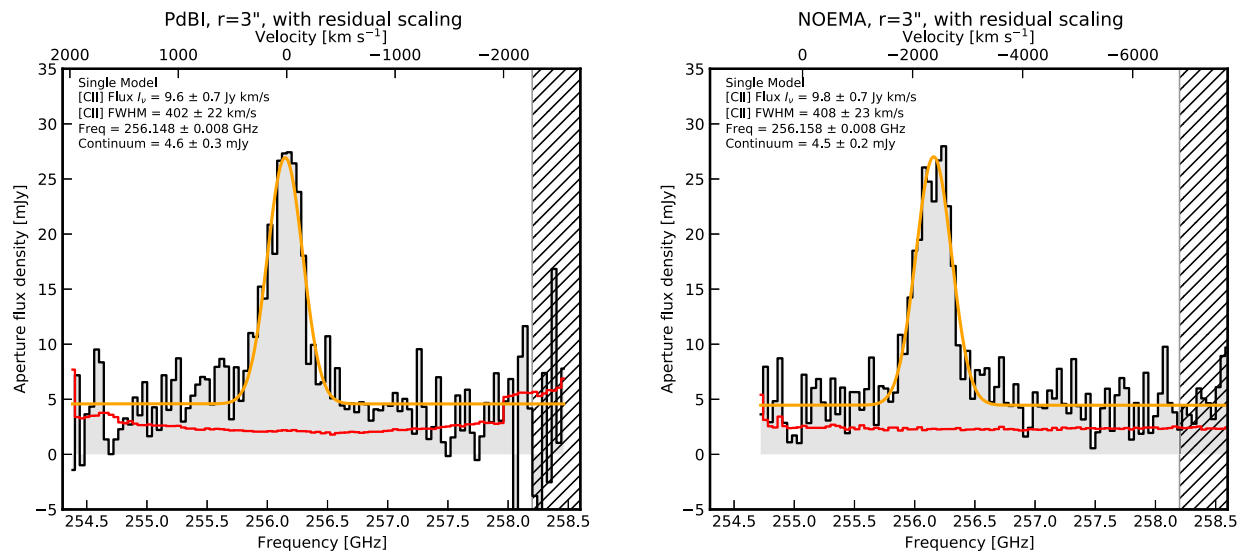 PdBI, r=3", with residual scaling
Velocity [km s⁻¹]
2000 1000 0 −1000 −2000
Single Model
[CII] Flux Iν = 9.6 ± 0.7 Jy km/s
[CII] FWHM = 402 ± 22 km/s
Freq = 256.148 ± 0.008 GHz
Continuum = 4.6 ± 0.3 mJy
35
30
25
20
15
10
5
0
−5
Aperture flux density [mJy]
254.5 255.0 255.5 256.0 256.5 257.0 257.5 258.0 258.5
Frequency [GHz]
NOEMA, r=3", with residual scaling
Velocity [km s⁻¹]
0 −2000 −4000 −6000
Single Model
[CII] Flux Iν = 9.8 ± 0.7 Jy km/s
[CII] FWHM = 408 ± 23 km/s
Freq = 256.158 ± 0.008 GHz
Continuum = 4.5 ± 0.2 mJy
35
30
25
20
15
10
5
0
−5
Aperture flux density [mJy]
254.5 255.0 255.5 256.0 256.5 257.0 257.5 258.0 258.5
Frequency [GHz]